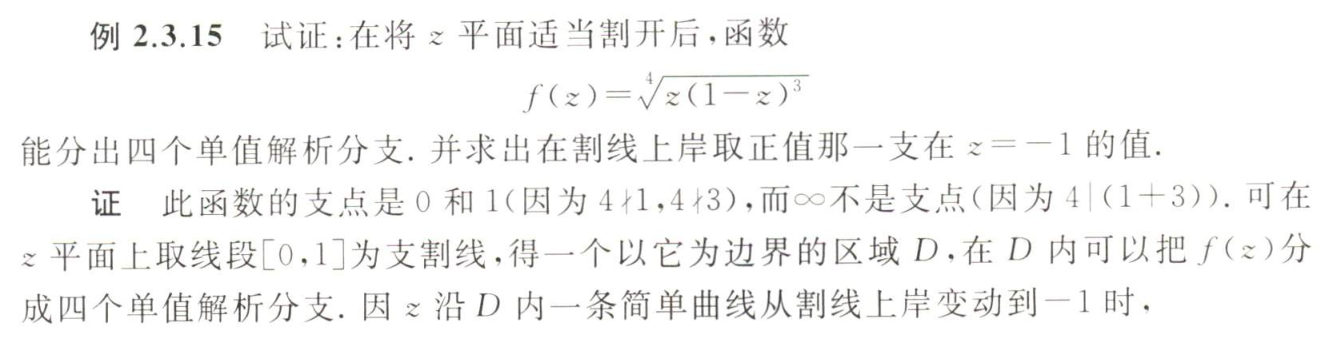 例 2.3.15 试证:在将 z 平面适当割开后,函数
f(z)=∜z(1−z)³
能分出四个单值解析分支. 并求出在割线上岸取正值那一支在 z=−1 的值.
证 此函数的支点是 0 和 1(因为 4∤1,4∤3),而∞不是支点(因为 4|(1+3)). 可在
z 平面上取线段[0,1]为支割线,得一个以它为边界的区域 D,在 D 内可以把 f(z)分
成四个单值解析分支. 因 z 沿 D 内一条简单曲线从割线上岸变动到−1 时,